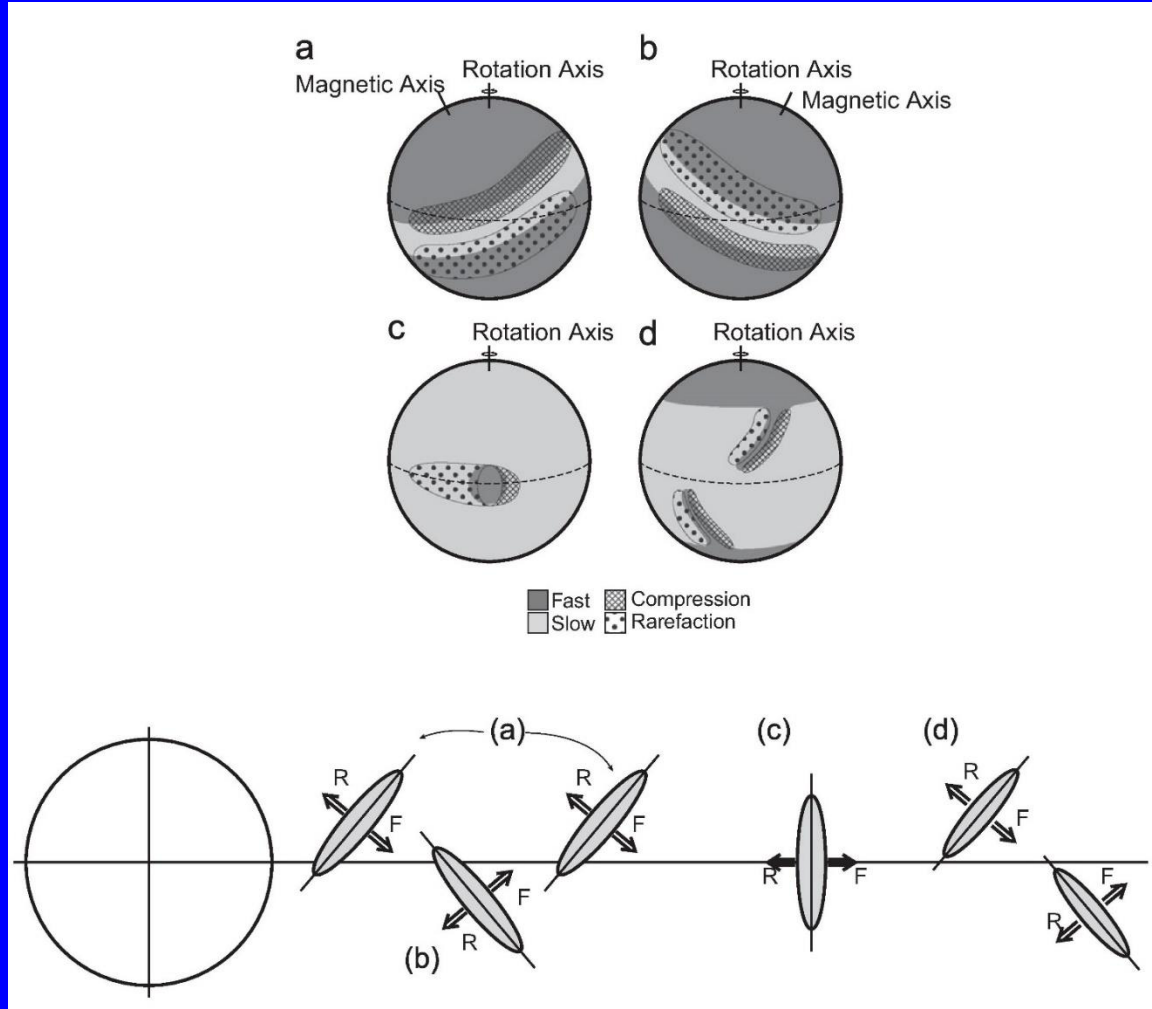 a
b
Magnetic Axis
Rotation Axis
Rotation Axis
Magnetic Axis
c
Rotation Axis
d
Rotation Axis
Fast
Compression
Slow
Rarefaction
(a)
(c)
(d)
R
F
R
F
R
F
R
F
R
F
F
R
(b)